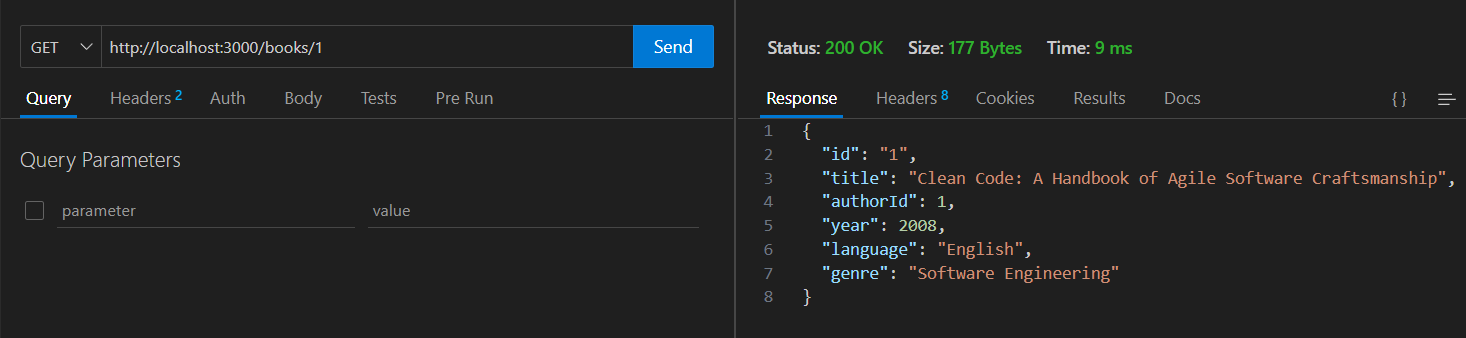 GET http://localhost:3000/books/1 Send
Query Headers 2 Auth Body Tests Pre Run
Query Parameters
parameter value
Status: 200 OK Size: 177 Bytes Time: 9 ms
Response Headers 8 Cookies Results Docs { }
1 {
2 "id": "1",
3 "title": "Clean Code: A Handbook of Agile Software Craftsmanship",
4 "authorId": 1,
5 "year": 2008,
6 "language": "English",
7 "genre": "Software Engineering"
8 }